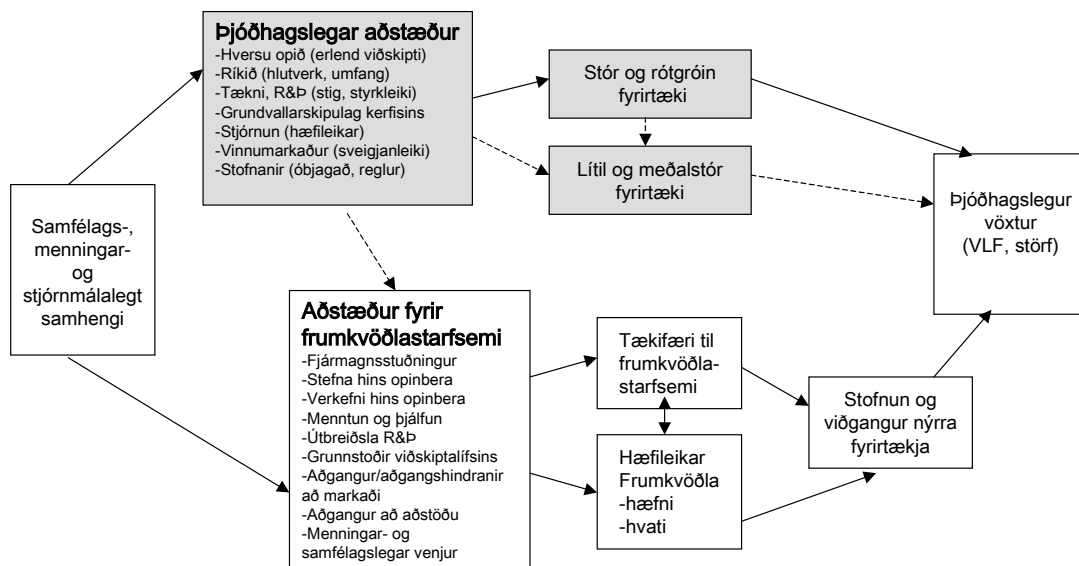 Þjóðhagslegar aðstæður
-Hversu opið (erlend viðskipti)
-Ríkið (hlutverk, umfang)
-Tækni, R&Þ (stig, styrkleiki)
-Grundvallarskipulag kerfisins
-Stjórnun (hæfileikar)
-Vinnumarkaður (sveigjanleiki)
-Stofnanir (óbjagað, reglur)
Stór og rótgróin
fyrirtæki
Lítil og meðalstór
fyrirtæki
Samfélags-,
menningar-
og
stjórnmálalegt
samhengi
Þjóðhagslegur
vöxtur
(VLF, störf)
Aðstæður fyrir
frumkvöðlastarfsemi
-Fjármagnsstuðningur
-Stefna hins opinbera
-Verkefni hins opinbera
-Menntun og þjálfun
-Útbreiðsla R&Þ
-Grunnstoðir viðskiptalífsins
-Aðgangur/aðgangshindranir
að markaði
-Aðgangur að aðstöðu
-Menningar- og
samfélagslegar venjur
Tækifæri til
frumkvöðla-
starfsemi
Hæfileikar
Frumkvöðla
-hæfni
-hvati
Stofnun og
viðgangur nýrra
fyrirtækja